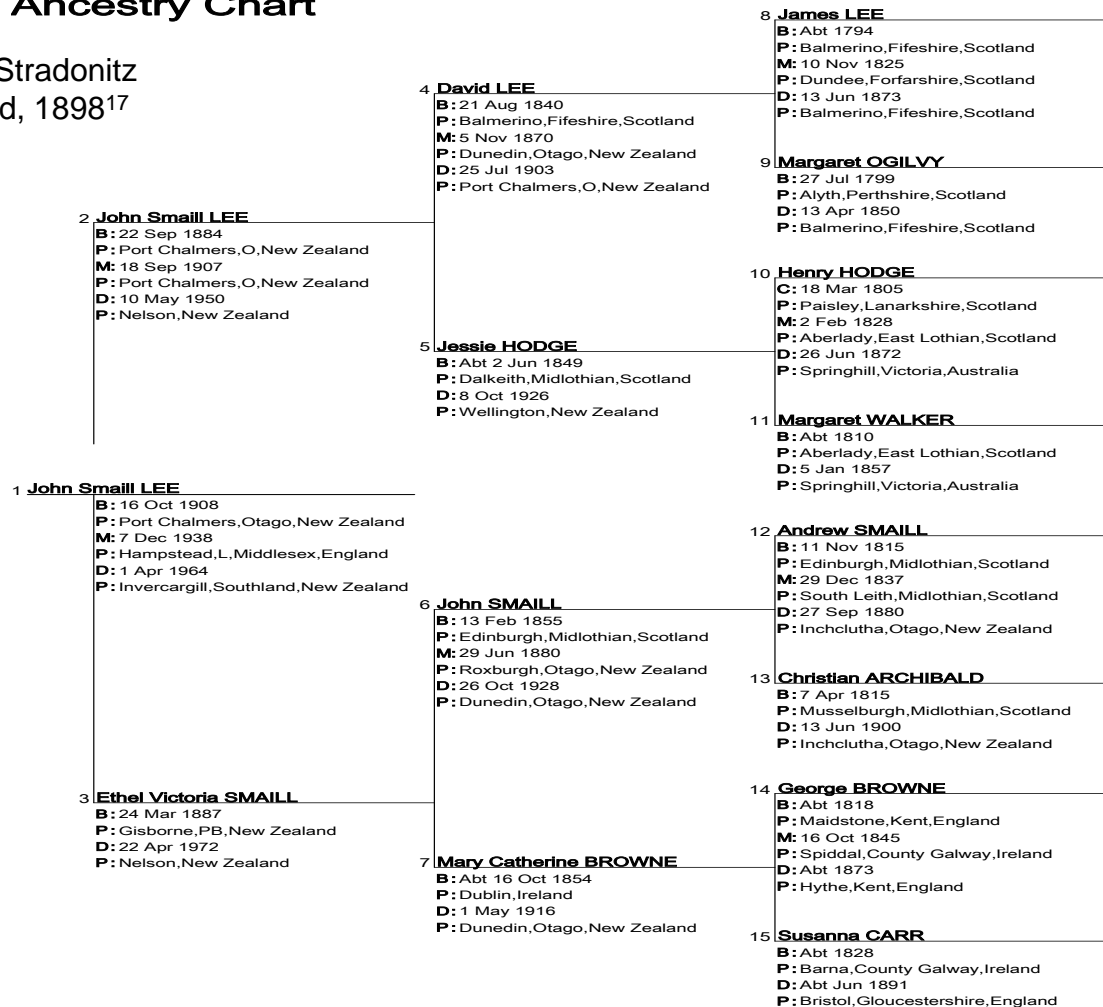 Ancestry Chart
Stradonitz
d, 1898¹⁷
8 James LEE
B: Abt 1794
P: Balmerino,Fifeshire,Scotland
M: 10 Nov 1825
P: Dundee,Forfarshire,Scotland
D: 13 Jun 1873
P: Balmerino,Fifeshire,Scotland
4 David LEE
B: 21 Aug 1840
P: Balmerino,Fifeshire,Scotland
M: 5 Nov 1870
P: Dunedin,Otago,New Zealand
D: 25 Jul 1903
P: Port Chalmers,O,New Zealand
9 Margaret OGILVY
B: 27 Jul 1799
P: Alyth,Perthshire,Scotland
D: 13 Apr 1850
P: Balmerino,Fifeshire,Scotland
2 John Smaill LEE
B: 22 Sep 1884
P: Port Chalmers,O,New Zealand
M: 18 Sep 1907
P: Port Chalmers,O,New Zealand
D: 10 May 1950
P: Nelson,New Zealand
10 Henry HODGE
C: 18 Mar 1805
P: Paisley,Lanarkshire,Scotland
M: 2 Feb 1828
P: Aberlady,East Lothian,Scotland
D: 26 Jun 1872
P: Springhill,Victoria,Australia
5 Jessie HODGE
B: Abt 2 Jun 1849
P: Dalkeith,Midlothian,Scotland
D: 8 Oct 1926
P: Wellington,New Zealand
11 Margaret WALKER
B: Abt 1810
P: Aberlady,East Lothian,Scotland
D: 5 Jan 1857
P: Springhill,Victoria,Australia
1 John Smaill LEE
B: 16 Oct 1908
P: Port Chalmers,Otago,New Zealand
M: 7 Dec 1938
P: Hampstead,L,Middlesex,England
D: 1 Apr 1964
P: Invercargill,Southland,New Zealand
12 Andrew SMAILL
B: 11 Nov 1815
P: Edinburgh,Midlothian,Scotland
M: 29 Dec 1837
P: South Leith,Midlothian,Scotland
D: 27 Sep 1880
P: Inchclutha,Otago,New Zealand
6 John SMAILL
B: 13 Feb 1855
P: Edinburgh,Midlothian,Scotland
M: 29 Jun 1880
P: Roxburgh,Otago,New Zealand
D: 26 Oct 1928
P: Dunedin,Otago,New Zealand
13 Christian ARCHIBALD
B: 7 Apr 1815
P: Musselburgh,Midlothian,Scotland
D: 13 Jun 1900
P: Inchclutha,Otago,New Zealand
3 Ethel Victoria SMAILL
B: 24 Mar 1887
P: Gisborne,PB,New Zealand
D: 22 Apr 1972
P: Nelson,New Zealand
14 George BROWNE
B: Abt 1818
P: Maidstone,Kent,England
M: 16 Oct 1845
P: Spiddal,County Galway,Ireland
D: Abt 1873
P: Hythe,Kent,England
7 Mary Catherine BROWNE
B: Abt 16 Oct 1854
P: Dublin,Ireland
D: 1 May 1916
P: Dunedin,Otago,New Zealand
15 Susanna CARR
B: Abt 1828
P: Barna,County Galway,Ireland
D: Abt Jun 1891
P: Bristol,Gloucestershire,England